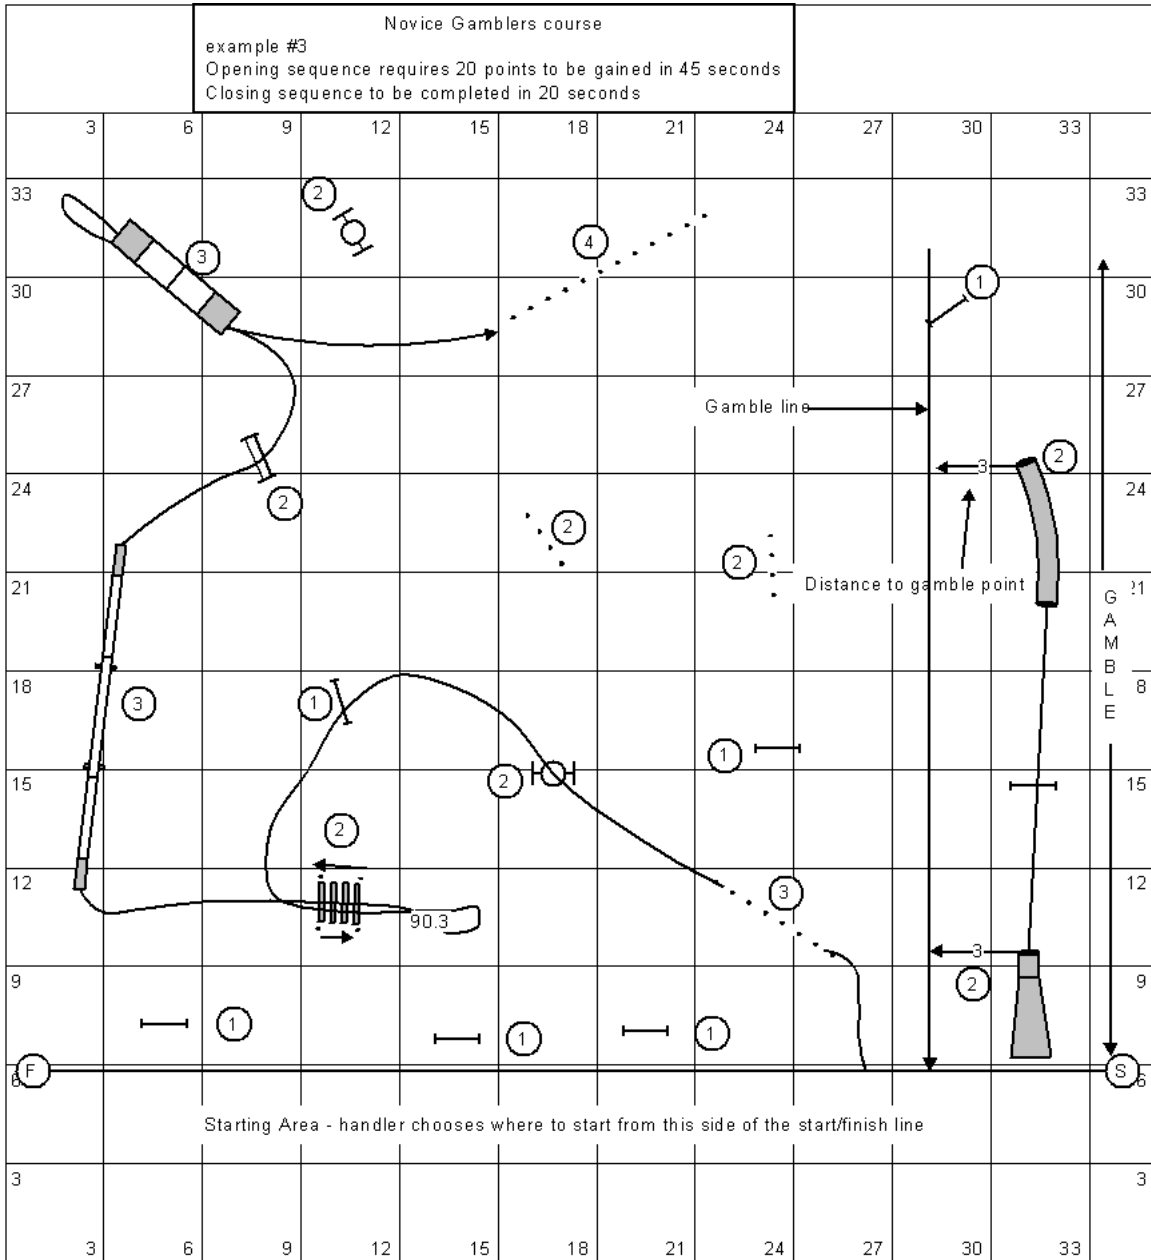 Novice Gamblers course
example #3
Opening sequence requires 20 points to be gained in 45 seconds
Closing sequence to be completed in 20 seconds
3 6 9 12 15 18 21 24 27 30 33
33 2 33
3 4
30 1 30
27 27
Gamble line
24 2 3 2 24
2 2
21 Distance to gamble point 21
GAMBLE
18 3 1 8
2 1
15 15
2
12 3 12
90.3
3
9 2 9
1 1 1
F S
6 6
Starting Area - handler chooses where to start from this side of the start/finish line
3 3
3 6 9 12 15 18 21 24 27 30 33